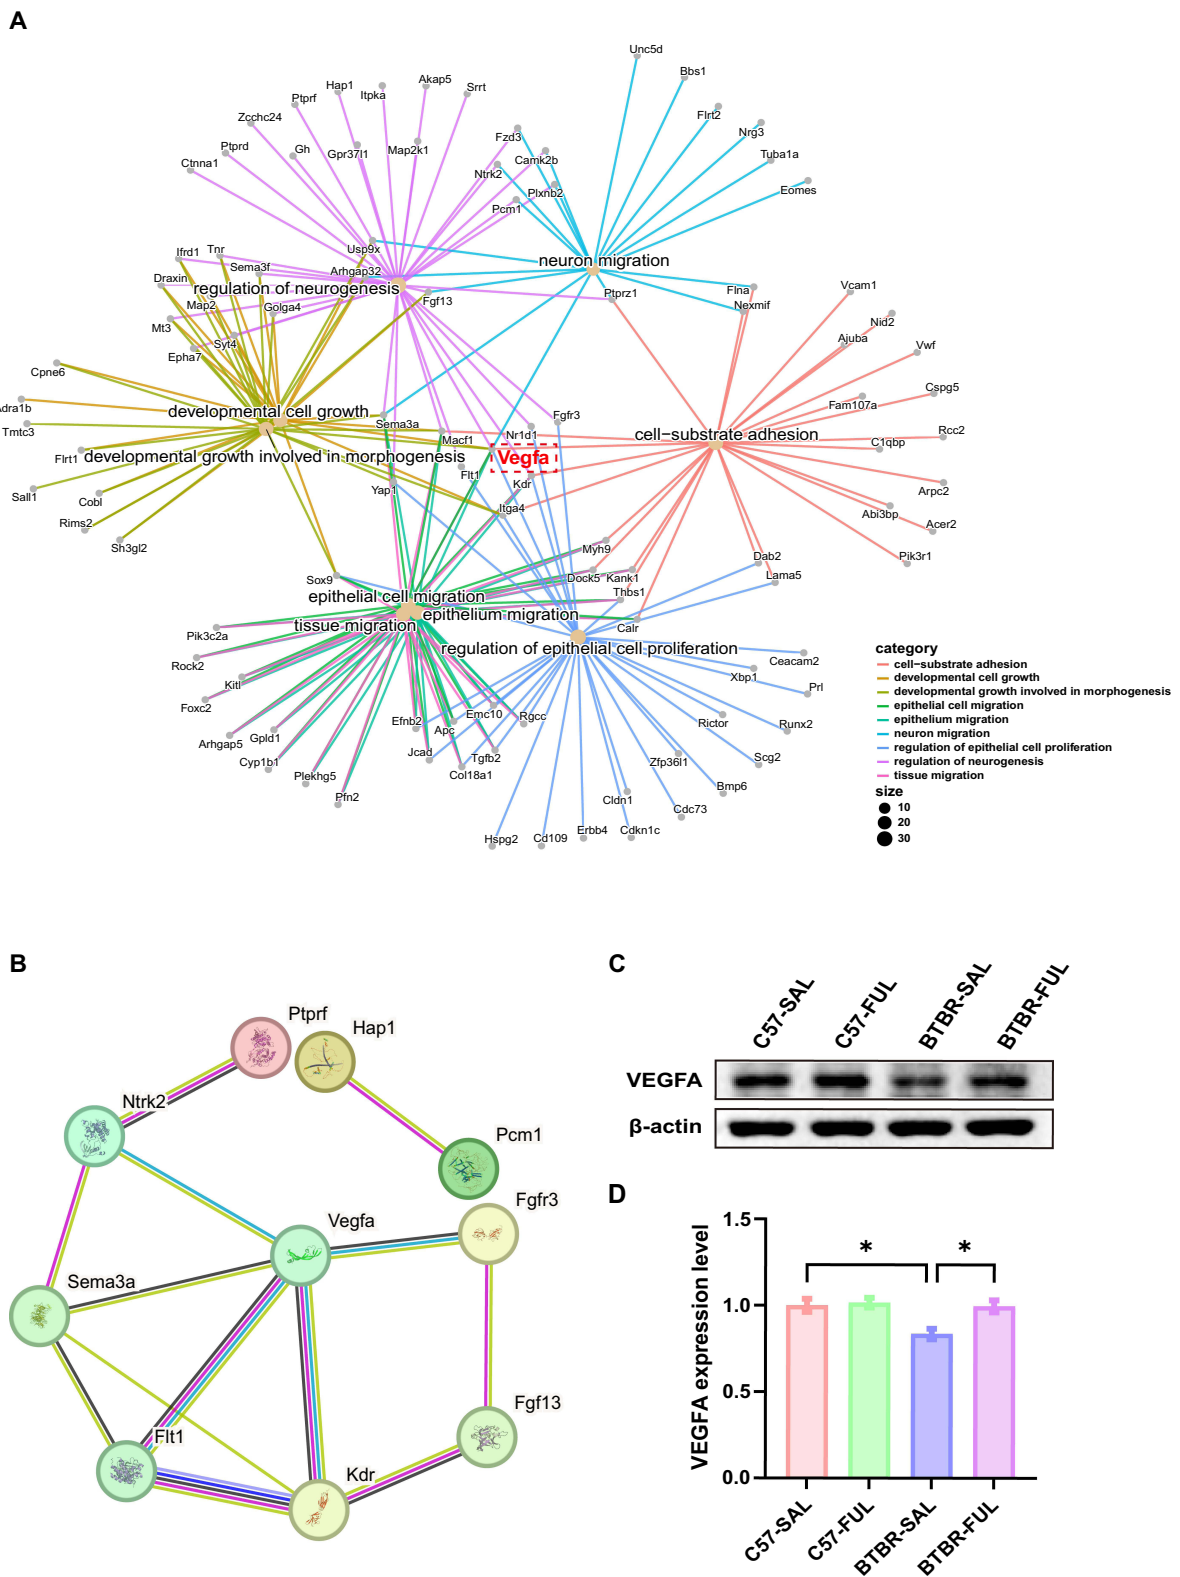 A
Unc5d
Bbs1
Hap1
Itpka
Akap5
Srrt
Ptprf
Flrt2
Zcchc24
Nrg3
Fzd3
Ptprd
Gh
Gpr37l1
Map2k1
Camk2b
Tuba1a
Ctnna1
Ntrk2
Plxnb2
Eomes
Pcm1
Ifrd1
Tnr
Usp9x
neuron migration
Sema3f
Arhgap32
Draxin
regulation of neurogenesis
Ptprz1
Flna
Vcam1
Map2
Golga4
Fgf13
Nexmif
Mt3
Nid2
Syt4
Ajuba
Epha7
Vwf
Cpne6
Cspg5
Adra1b
developmental cell growth
Fam107a
Tmtc3
Sema3a
Fgfr3
Rcc2
Macf1
Nr1d1
cell−substrate adhesion
C1qbp
Flrt1
developmental growth involved in morphogenesis
Vegfa
Flt1
Sall1
Yap1
Kdr
Arpc2
Cobl
Itga4
Abi3bp
Rims2
Acer2
Sh3gl2
Myh9
Dab2
Pik3r1
Sox9
Dock5
Kank1
Lama5
epithelial cell migration
Thbs1
tissue migration
epithelium migration
Calr
Pik3c2a
regulation of epithelial cell proliferation
Rock2
Ceacam2
Kitl
Xbp1
Prl
Foxc2
Efnb2
Emc10
Rgcc
Rictor
Runx2
Arhgap5
Gpld1
Apc
Cyp1b1
Jcad
Tgfb2
Zfp36l1
Scg2
Plekhg5
Col18a1
Bmp6
Pfn2
Cldn1
Cdc73
Hspg2
Cd109
Erbb4
Cdkn1c
category
cell−substrate adhesion
developmental cell growth
developmental growth involved in morphogenesis
epithelial cell migration
epithelium migration
neuron migration
regulation of epithelial cell proliferation
regulation of neurogenesis
tissue migration
size
10
20
30
B
Ptprf
Hap1
Ntrk2
Pcm1
Fgfr3
Vegfa
Sema3a
Fgf13
Flt1
Kdr
C
C57-SAL
C57-FUL
BTBR-SAL
BTBR-FUL
VEGFA
β-actin
D
VEGFA expression level
1.5
1.0
0.5
0.0
*
*
C57-SAL
C57-FUL
BTBR-SAL
BTBR-FUL